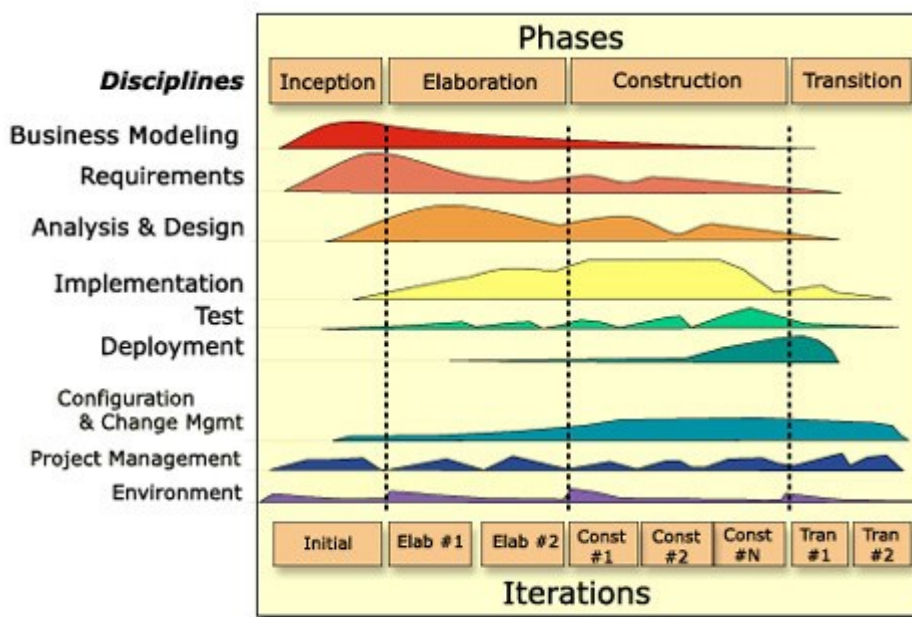 Phases
Disciplines
Inception Elaboration Construction Transition
Business Modeling
Requirements
Analysis & Design
Implementation
Test
Deployment
Configuration
& Change Mgmt
Project Management
Environment
Initial Elab #1 Elab #2 Const #1 Const #2 Const #N Tran #1 Tran #2
Iterations